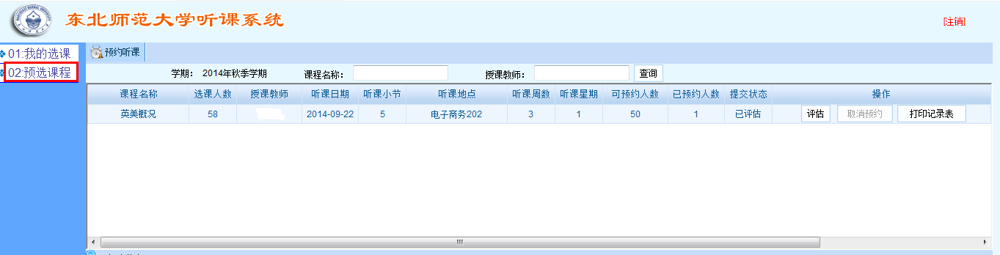 东北师范大学听课系统
[注销]
01:我的选课
02:预选课程
预约听课
学期： 2014年秋季学期 课程名称： 授课教师： 查询
课程名称 选课人数 授课教师 听课日期 听课小节 听课地点 听课周数 听课星期 可预约人数 已预约人数 提交状态 操作
英美概况 58 2014-09-22 5 电子商务202 3 1 50 1 已评估 评估 取消预约 打印记录表